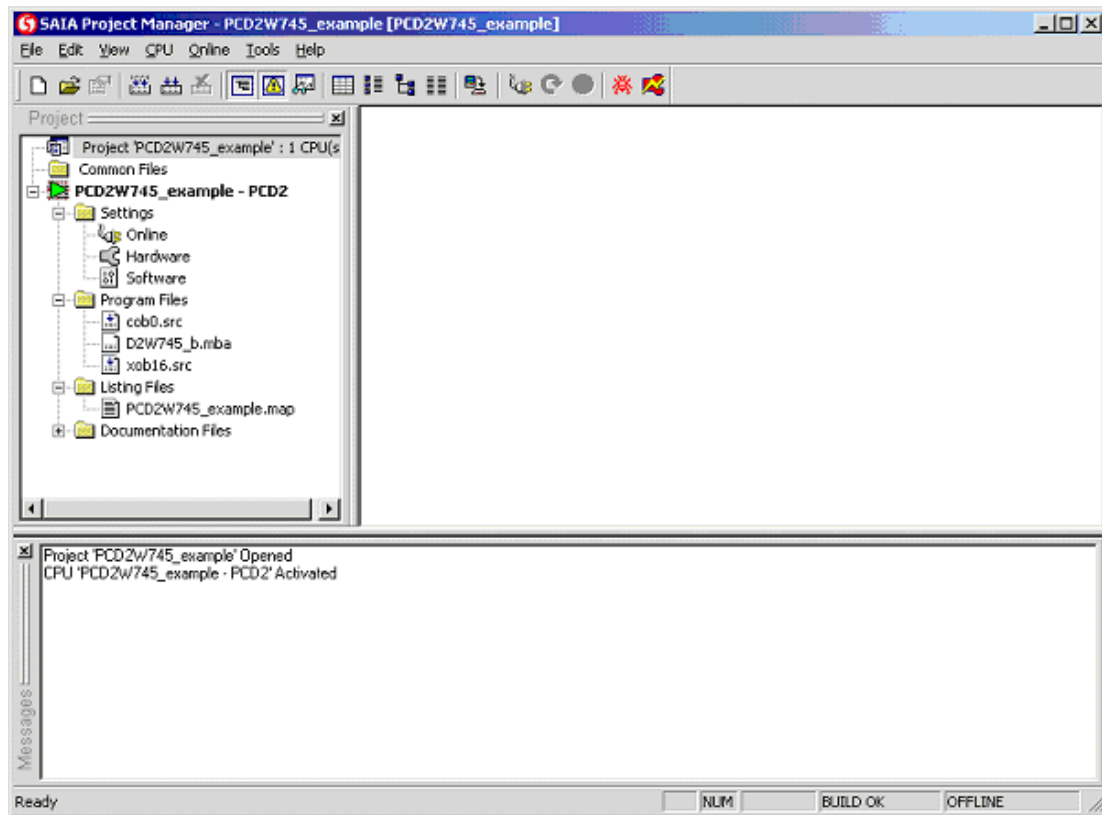 SAIA Project Manager - PCD2W745_example [PCD2W745_example]
File Edit View CPU Online Tools Help
Project
Project 'PCD2W745_example' : 1 CPU(s
Common Files
PCD2W745_example - PCD2
Settings
Online
Hardware
Software
Program Files
cob0.src
D2W745_b.mba
xob16.src
Listing Files
PCD2W745_example.map
Documentation Files
Project 'PCD2W745_example' Opened
CPU 'PCD2W745_example - PCD2' Activated
Messages
Ready NUM BUILD OK OFFLINE